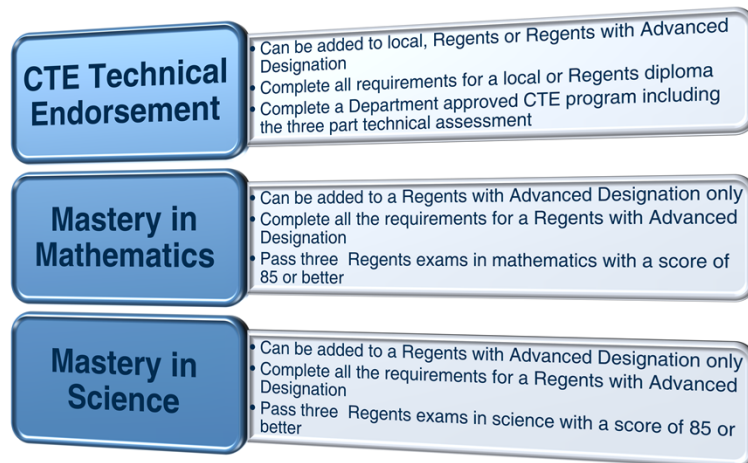 CTE Technical
Endorsement
• Can be added to local, Regents or Regents with Advanced
Designation
• Complete all requirements for a local or Regents diploma
• Complete a Department approved CTE program including
the three part technical assessment
Mastery in
Mathematics
• Can be added to a Regents with Advanced Designation only
• Complete all the requirements for a Regents with Advanced
Designation
• Pass three  Regents exams in mathematics with a score of
85 or better
Mastery in
Science
• Can be added to a Regents with Advanced Designation only
• Complete all the requirements for a Regents with Advanced
Designation
• Pass three  Regents exams in science with a score of 85 or
better